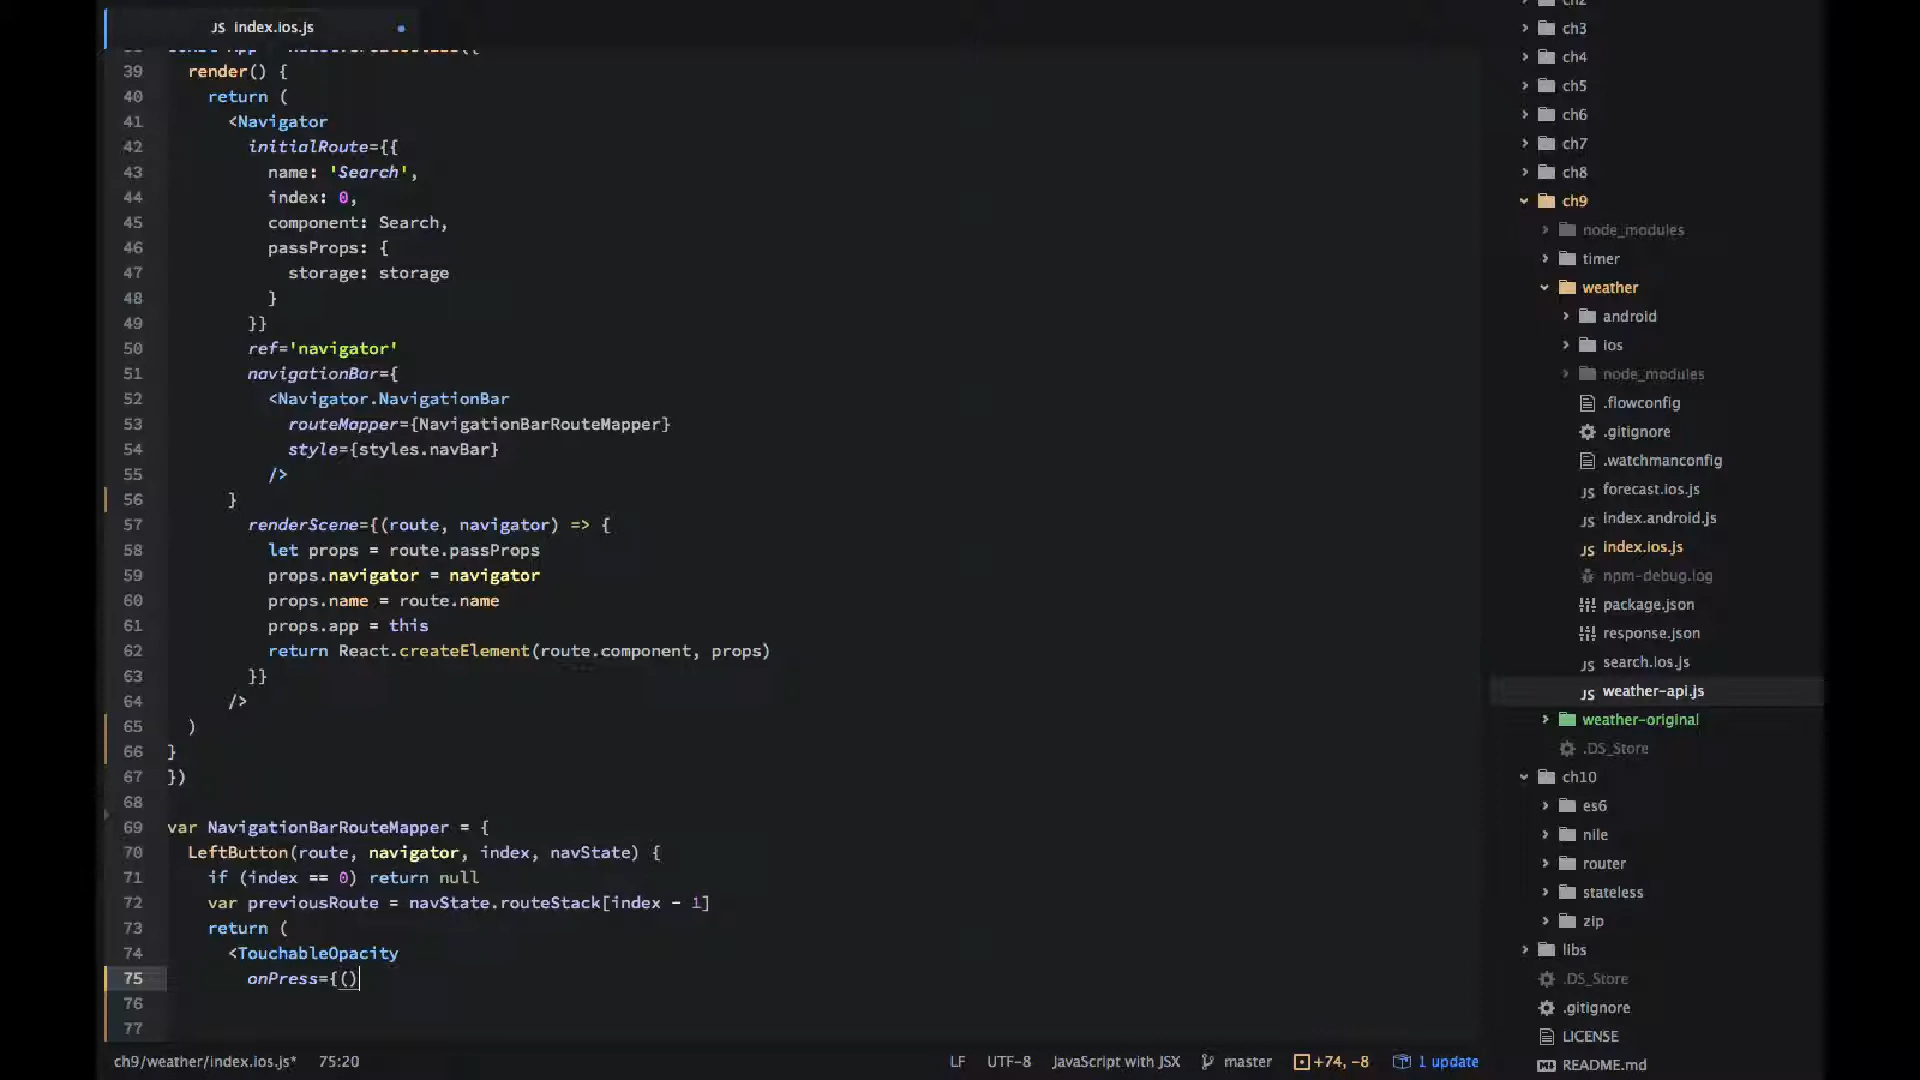 index.ios.js
39 render() {
40 return (
41 <Navigator
42 initialRoute={{
43 name: 'Search',
44 index: 0,
45 component: Search,
46 passProps: {
47 storage: storage
48 }
49 }}
50 ref='navigator'
51 navigationBar={
52 <Navigator.NavigationBar
53 routeMapper={NavigationBarRouteMapper}
54 style={styles.navBar}
55 />
56 }
57 renderScene={(route, navigator) => {
58 let props = route.passProps
59 props.navigator = navigator
60 props.name = route.name
61 props.app = this
62 return React.createElement(route.component, props)
63 }}
64 />
65 )
66 }
67 })
68
69 var NavigationBarRouteMapper = {
70 LeftButton(route, navigator, index, navState) {
71 if (index == 0) return null
72 var previousRoute = navState.routeStack[index - 1]
73 return (
74 <TouchableOpacity
75 onPress={()
76
77
ch9/weather/index.ios.js* 75:20 LF UTF-8 JavaScript with JSX master +74, -8 1 update
ch2
ch3
ch4
ch5
ch6
ch7
ch8
ch9
node_modules
timer
weather
android
ios
node_modules
.flowconfig
.gitignore
.watchmanconfig
forecast.ios.js
index.android.js
index.ios.js
npm-debug.log
package.json
response.json
search.ios.js
weather-api.js
weather-original
.DS_Store
ch10
es6
nile
router
stateless
zip
libs
.DS_Store
.gitignore
LICENSE
README.md